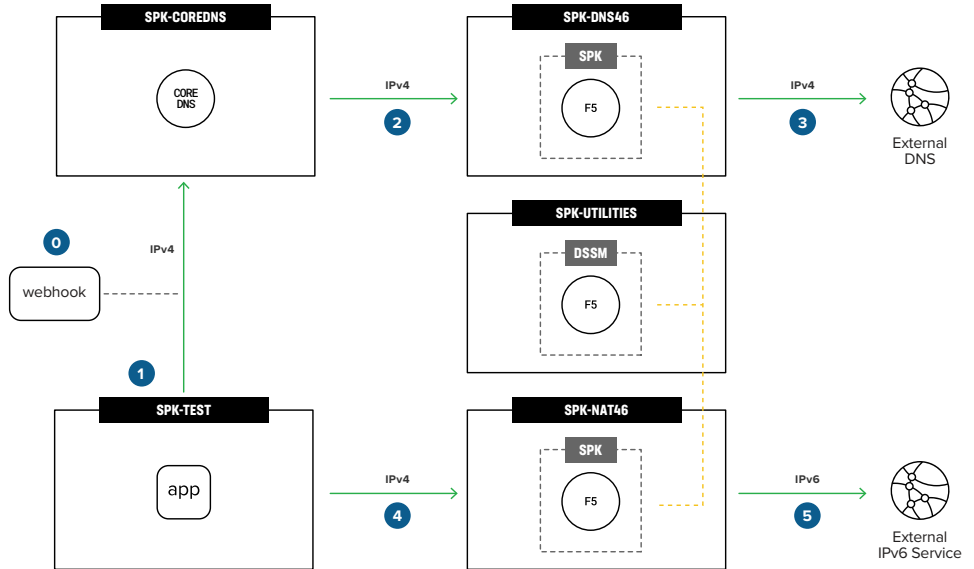 SPK-COREDNS
CORE
DNS
IPv4
2
SPK-DNS46
SPK
F5
IPv4
3
External
DNS
SPK-UTILITIES
DSSM
F5
0
webhook
IPv4
1
SPK-TEST
app
IPv4
4
SPK-NAT46
SPK
F5
IPv6
5
External
IPv6 Service